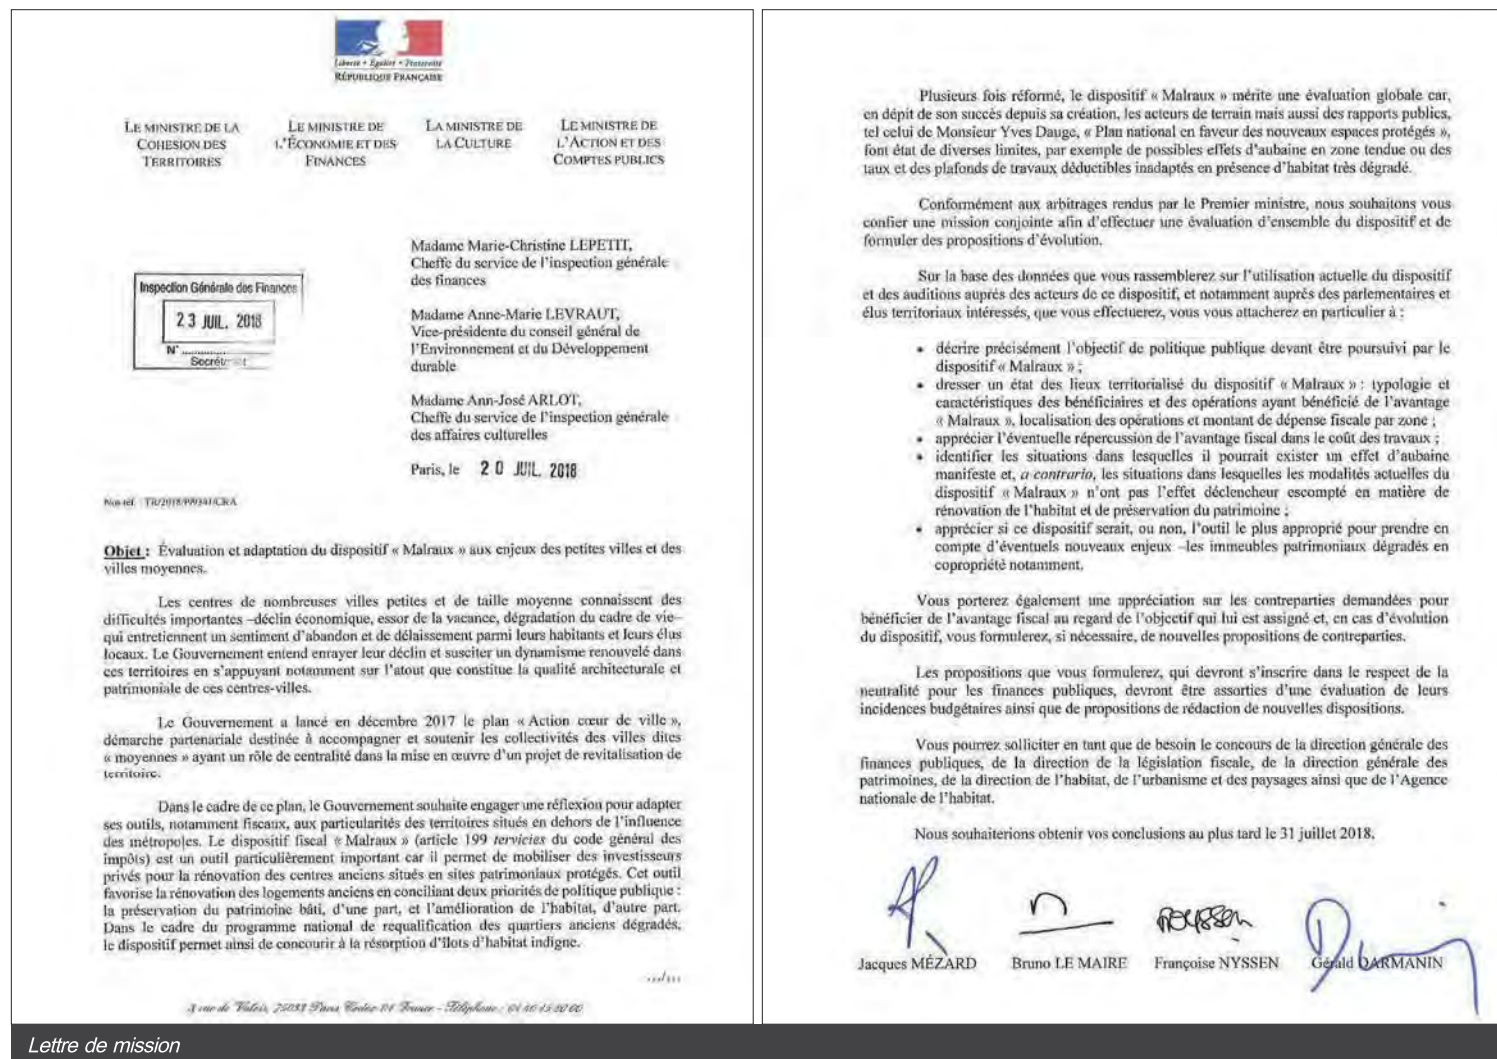 Liberté • Égalité • Fraternité
RÉPUBLIQUE FRANÇAISE
LE MINISTRE DE LA
COHESION DES
TERRITOIRES
LE MINISTRE DE
L'ÉCONOMIE ET DES
FINANCES
LA MINISTRE DE
LA CULTURE
LE MINISTRE DE
L'ACTION ET DES
COMPTES PUBLICS
Madame Marie-Christine LEPETIT,
Cheffe du service de l'inspection générale
des finances
Inspection Générale des Finances
23 JUIL. 2018
N° ..................
Secrét
Madame Anne-Marie LEVRAUT,
Vice-présidente du conseil général de
l'Environnement et du Développement
durable
Madame Ann-José ARLOT,
Cheffe du service de l'inspection générale
des affaires culturelles
Paris, le 20 JUIL. 2018
Objet : Évaluation et adaptation du dispositif « Malraux » aux enjeux des petites villes et des
villes moyennes.
Les centres de nombreuses villes petites et de taille moyenne connaissent des
difficultés importantes –déclin économique, essor de la vacance, dégradation du cadre de vie–
qui entretiennent un sentiment d'abandon et de délaissement parmi leurs habitants et leurs élus
locaux. Le Gouvernement entend enrayer leur déclin et susciter un dynamisme renouvelé dans
ces territoires en s'appuyant notamment sur l'atout que constitue la qualité architecturale et
patrimoniale de ces centres-villes.
Le Gouvernement a lancé en décembre 2017 le plan « Action cœur de ville »,
démarche partenariale destinée à accompagner et soutenir les collectivités des villes dites
« moyennes » ayant un rôle de centralité dans la mise en œuvre d'un projet de revitalisation de
territoire.
Dans le cadre de ce plan, le Gouvernement souhaite engager une réflexion pour adapter
ses outils, notamment fiscaux, aux particularités des territoires situés en dehors de l'influence
des métropoles. Le dispositif fiscal « Malraux » (article 199 tervicies du code général des
impôts) est un outil particulièrement important car il permet de mobiliser des investisseurs
privés pour la rénovation des centres anciens situés en sites patrimoniaux protégés. Cet outil
favorise la rénovation des logements anciens en conciliant deux priorités de politique publique :
la préservation du patrimoine bâti, d'une part, et l'amélioration de l'habitat, d'autre part.
Dans le cadre du programme national de requalification des quartiers anciens dégradés,
le dispositif permet ainsi de concourir à la résorption d'îlots d'habitat indigne.
.../...
3 rue de Valois, 75033 Paris Cedex 01 France - Téléphone : 01 40 15 80 00
Plusieurs fois réformé, le dispositif « Malraux » mérite une évaluation globale car,
en dépit de son succès depuis sa création, les acteurs de terrain mais aussi des rapports publics,
tel celui de Monsieur Yves Dauge, « Plan national en faveur des nouveaux espaces protégés »,
font état de diverses limites, par exemple de possibles effets d'aubaine en zone tendue ou des
taux et des plafonds de travaux déductibles inadaptés en présence d'habitat très dégradé.
Conformément aux arbitrages rendus par le Premier ministre, nous souhaitons vous
confier une mission conjointe afin d'effectuer une évaluation d'ensemble du dispositif et de
formuler des propositions d'évolution.
Sur la base des données que vous rassemblerez sur l'utilisation actuelle du dispositif
et des auditions auprès des acteurs de ce dispositif, et notamment auprès des parlementaires et
élus territoriaux intéressés, que vous effectuerez, vous vous attacherez en particulier à :
• décrire précisément l'objectif de politique publique devant être poursuivi par le
dispositif « Malraux » ;
• dresser un état des lieux territorialisé du dispositif « Malraux » : typologie et
caractéristiques des bénéficiaires et des opérations ayant bénéficié de l'avantage
« Malraux », localisation des opérations et montant de dépense fiscale par zone ;
• apprécier l'éventuelle répercussion de l'avantage fiscal dans le coût des travaux ;
• identifier les situations dans lesquelles il pourrait exister un effet d'aubaine
manifeste et, a contrario, les situations dans lesquelles les modalités actuelles du
dispositif « Malraux » n'ont pas l'effet déclencheur escompté en matière de
rénovation de l'habitat et de préservation du patrimoine ;
• apprécier si ce dispositif serait, ou non, l'outil le plus approprié pour prendre en
compte d'éventuels nouveaux enjeux –les immeubles patrimoniaux dégradés en
copropriété notamment.
Vous porterez également une appréciation sur les contreparties demandées pour
bénéficier de l'avantage fiscal au regard de l'objectif qui lui est assigné et, en cas d'évolution
du dispositif, vous formulerez, si nécessaire, de nouvelles propositions de contreparties.
Les propositions que vous formulerez, qui devront s'inscrire dans le respect de la
neutralité pour les finances publiques, devront être assorties d'une évaluation de leurs
incidences budgétaires ainsi que de propositions de rédaction de nouvelles dispositions.
Vous pourrez solliciter en tant que de besoin le concours de la direction générale des
finances publiques, de la direction de la législation fiscale, de la direction générale des
patrimoines, de la direction de l'habitat, de l'urbanisme et des paysages ainsi que de l'Agence
nationale de l'habitat.
Nous souhaiterions obtenir vos conclusions au plus tard le 31 juillet 2018.
Jacques MÉZARD
Bruno LE MAIRE
Françoise NYSSEN
Gérald DARMANIN
Lettre de mission